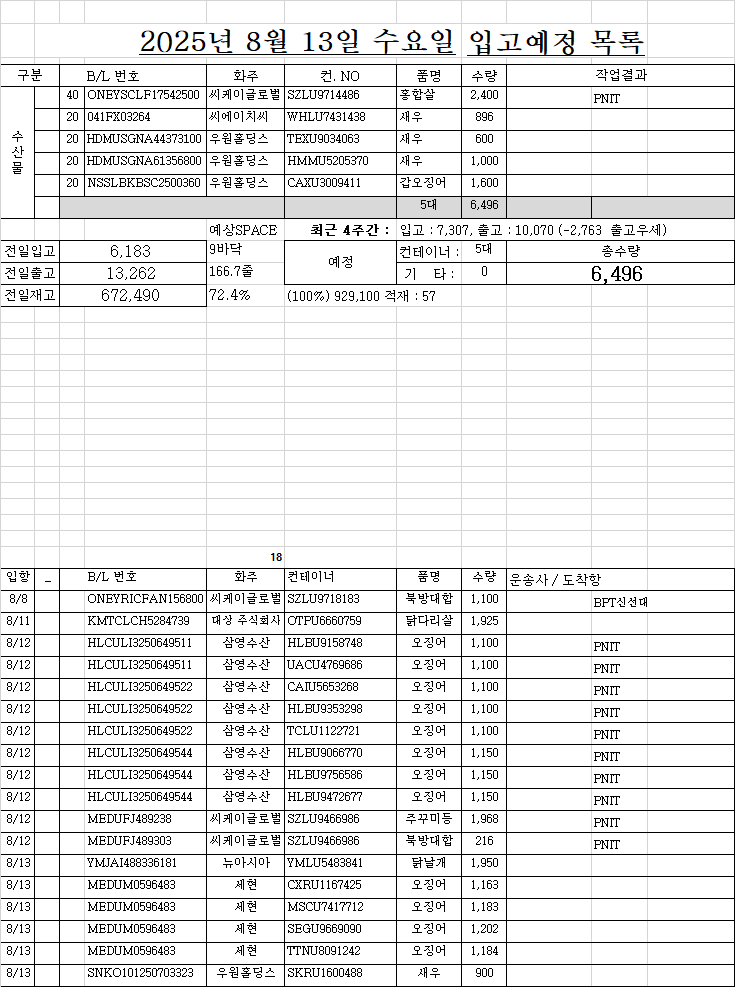 2025년 8월 13일 수요일 입고예정 목록
구분 B/L 번호 화주 컨. NO 품명 수량 작업결과
수산물
40 ONEYSCLF17542500 씨케이글로벌 SZLU9714486 홍합살 2,400 PNIT
20 041FX03264 씨에이치씨 WHLU7431438 새우 896
20 HDMUSGNA44373100 우원홀딩스 TEXU9034063 새우 600
20 HDMUSGNA61356800 우원홀딩스 HMMU5205370 새우 1,000
20 NSSLBKBSC2500360 우원홀딩스 CAXU3009411 갑오징어 1,600
5대 6,496
예상SPACE 최근 4주간 : 입고 : 7,307, 출고 : 10,070 (-2,763 출고우세)
전일입고 6,183 9바닥 예정 컨테이너 : 5대 총수량
전일출고 13,262 166.7줄 기 타 : 0 6,496
전일재고 672,490 72.4% (100%) 929,100 적재 : 57
18
입항 _ B/L 번호 화주 컨테이너 품명 수량 운송사 / 도착항
8/8 ONEYRICFAN156800 씨케이글로벌 SZLU9718183 북방대합 1,100 BPT신선대
8/11 KMTCLCH5284739 대상 주식회사 OTPU6660759 닭다리살 1,925
8/12 HLCULI3250649511 삼영수산 HLBU9158748 오징어 1,100 PNIT
8/12 HLCULI3250649511 삼영수산 UACU4769686 오징어 1,100 PNIT
8/12 HLCULI3250649522 삼영수산 CAIU5653268 오징어 1,100 PNIT
8/12 HLCULI3250649522 삼영수산 HLBU9353298 오징어 1,100 PNIT
8/12 HLCULI3250649522 삼영수산 TCLU1122721 오징어 1,100 PNIT
8/12 HLCULI3250649544 삼영수산 HLBU9066770 오징어 1,150 PNIT
8/12 HLCULI3250649544 삼영수산 HLBU9756586 오징어 1,150 PNIT
8/12 HLCULI3250649544 삼영수산 HLBU9472677 오징어 1,150 PNIT
8/12 MEDUFJ489238 씨케이글로벌 SZLU9466986 주꾸미등 1,968 PNIT
8/12 MEDUFJ489303 씨케이글로벌 SZLU9466986 북방대합 216 PNIT
8/13 YMJAI488336181 뉴아시아 YMLU5483841 닭날개 1,950
8/13 MEDUM0596483 세현 CXRU1167425 오징어 1,163
8/13 MEDUM0596483 세현 MSCU7417712 오징어 1,183
8/13 MEDUM0596483 세현 SEGU9669090 오징어 1,202
8/13 MEDUM0596483 세현 TTNU8091242 오징어 1,184
8/13 SNKO101250703323 우원홀딩스 SKRU1600488 새우 900